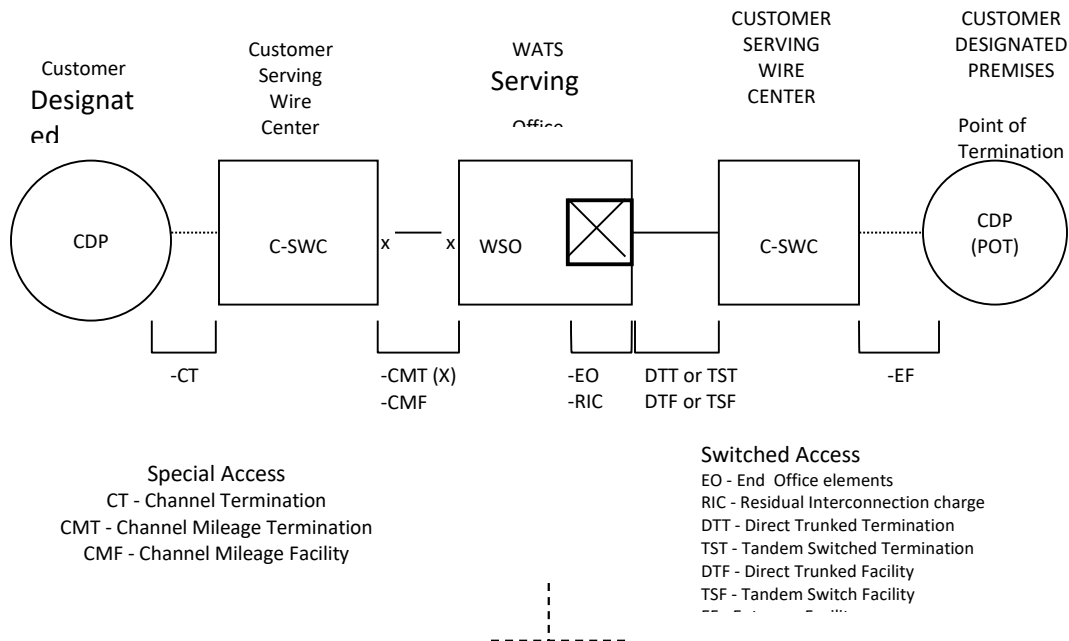 Customer
Designat
ed
Customer
Serving
Wire
Center
WATS
Serving
Office
CUSTOMER
SERVING
WIRE
CENTER
CUSTOMER
DESIGNATED
PREMISES
Point of
Termination
CDP
C-SWC
x
x
WSO
C-SWC
CDP
(POT)
-CT
-CMT (X)
-CMF
-EO
-RIC
DTT or TST
DTF or TSF
-EF
Special Access
CT - Channel Termination
CMT - Channel Mileage Termination
CMF - Channel Mileage Facility
Switched Access
EO - End Office elements
RIC - Residual Interconnection charge
DTT - Direct Trunked Termination
TST - Tandem Switched Termination
DTF - Direct Trunked Facility
TSF - Tandem Switch Facility